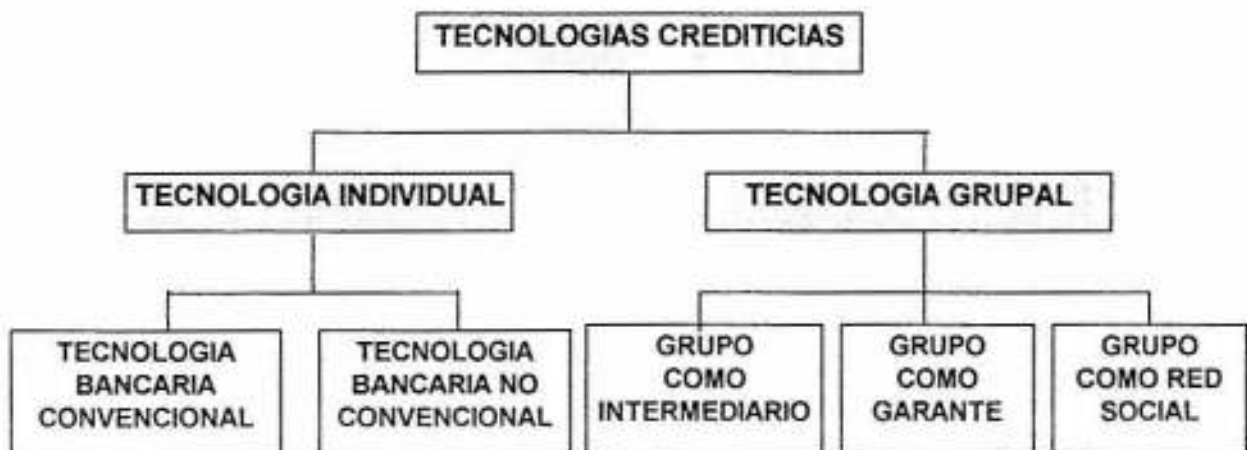 TECNOLOGIAS CREDITICIAS
TECNOLOGIA INDIVIDUAL
TECNOLOGIA GRUPAL
TECNOLOGIA
BANCARIA
CONVENCIONAL
TECNOLOGIA
BANCARIA NO
CONVENCIONAL
GRUPO
COMO
INTERMEDIARIO
GRUPO
COMO
GARANTE
GRUPO
COMO RED
SOCIAL